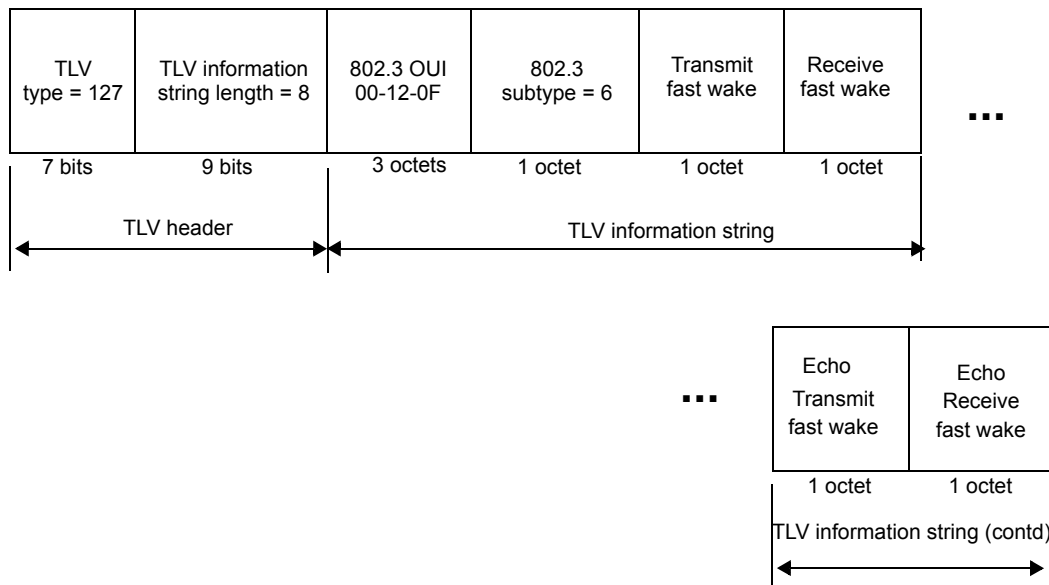 TLV
type = 127
TLV information
string length = 8
802.3 OUI
00-12-0F
802.3
subtype = 6
Transmit
fast wake
Receive
fast wake
...
7 bits
9 bits
3 octets
1 octet
1 octet
1 octet
TLV header
TLV information string
...
Echo
Transmit
fast wake
Echo
Receive
fast wake
1 octet
1 octet
TLV information string (contd)